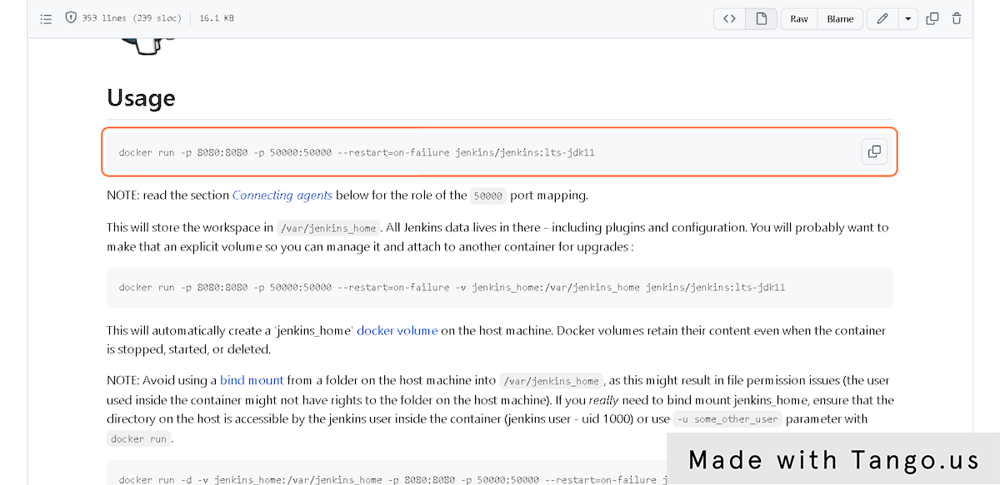 353 lines (239 sloc) 16.1 KB
Raw Blame
Usage
docker run -p 8080:8080 -p 50000:50000 --restart=on-failure jenkins/jenkins:lts-jdk11
NOTE: read the section Connecting agents below for the role of the 50000 port mapping.
This will store the workspace in /var/jenkins_home. All Jenkins data lives in there - including plugins and configuration. You will probably want to
make that an explicit volume so you can manage it and attach to another container for upgrades :
docker run -p 8080:8080 -p 50000:50000 --restart=on-failure -v jenkins_home:/var/jenkins_home jenkins/jenkins:lts-jdk11
This will automatically create a 'jenkins_home' docker volume on the host machine. Docker volumes retain their content even when the container
is stopped, started, or deleted.
NOTE: Avoid using a bind mount from a folder on the host machine into /var/jenkins_home, as this might result in file permission issues (the user
used inside the container might not have rights to the folder on the host machine). If you really need to bind mount jenkins_home, ensure that the
directory on the host is accessible by the jenkins user inside the container (jenkins user - uid 1000) or use -u some_other_user parameter with
docker run.
docker run -d -v jenkins_home:/var/jenkins_home -p 8080:8080 -p 50000:50000 --restart=on-failure
Made with Tango.us